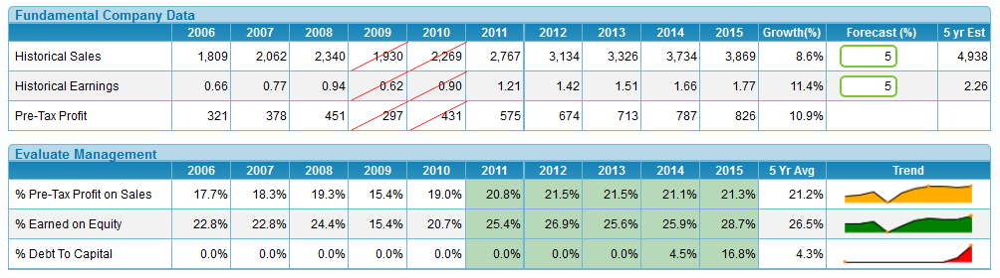 Fundamental Company Data
2006 2007 2008 2009 2010 2011 2012 2013 2014 2015 Growth(%) Forecast (%) 5 yr Est
Historical Sales 1,809 2,062 2,340 1,930 2,269 2,767 3,134 3,326 3,734 3,869 8.6% 5 4,938
Historical Earnings 0.66 0.77 0.94 0.62 0.90 1.21 1.42 1.51 1.66 1.77 11.4% 5 2.26
Pre-Tax Profit 321 378 451 297 431 575 674 713 787 826 10.9%
Evaluate Management
2006 2007 2008 2009 2010 2011 2012 2013 2014 2015 5 Yr Avg Trend
% Pre-Tax Profit on Sales 17.7% 18.3% 19.3% 15.4% 19.0% 20.8% 21.5% 21.5% 21.1% 21.3% 21.2%
% Earned on Equity 22.8% 22.8% 24.4% 15.4% 20.7% 25.4% 26.9% 25.6% 25.9% 28.7% 26.5%
% Debt To Capital 0.0% 0.0% 0.0% 0.0% 0.0% 0.0% 0.0% 0.0% 4.5% 16.8% 4.3%